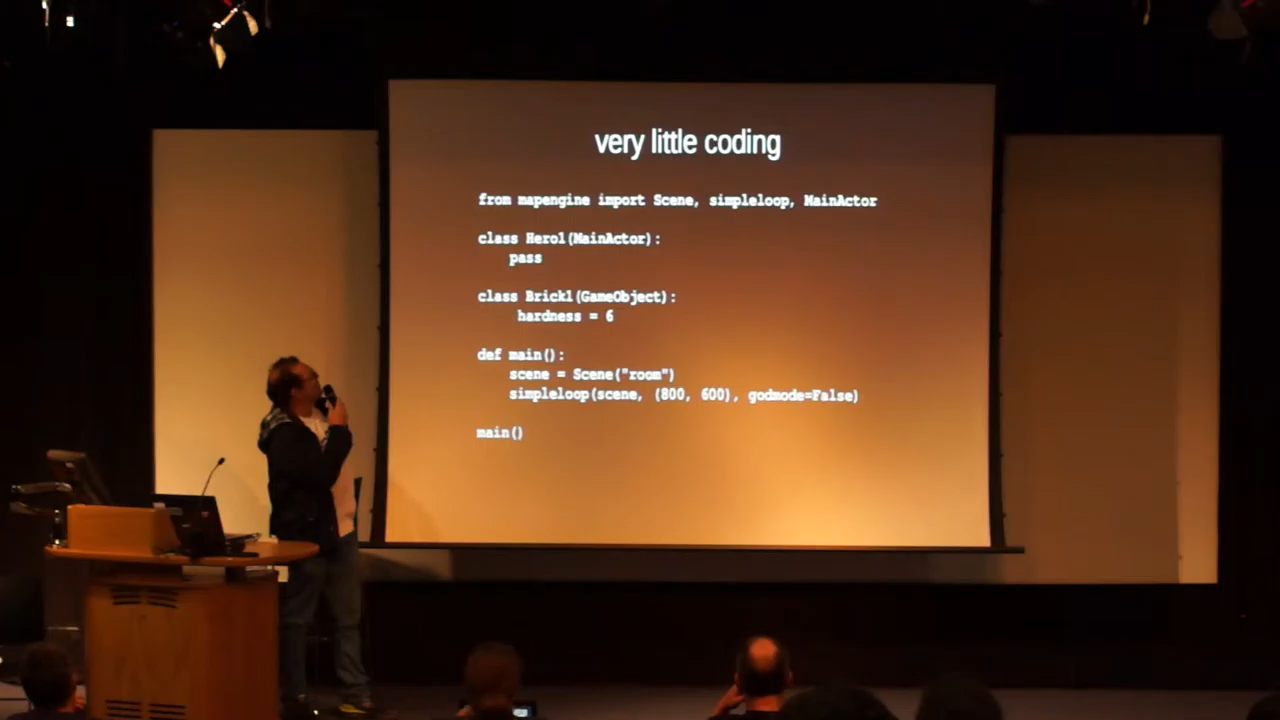 very little coding
from mapengine import Scene, simpleloop, MainActor
class Hero1(MainActor):
pass
class Brick1(GameObject):
hardness = 6
def main():
scene = Scene("room")
simpleloop(scene, (800, 600), godmode=False)
main()